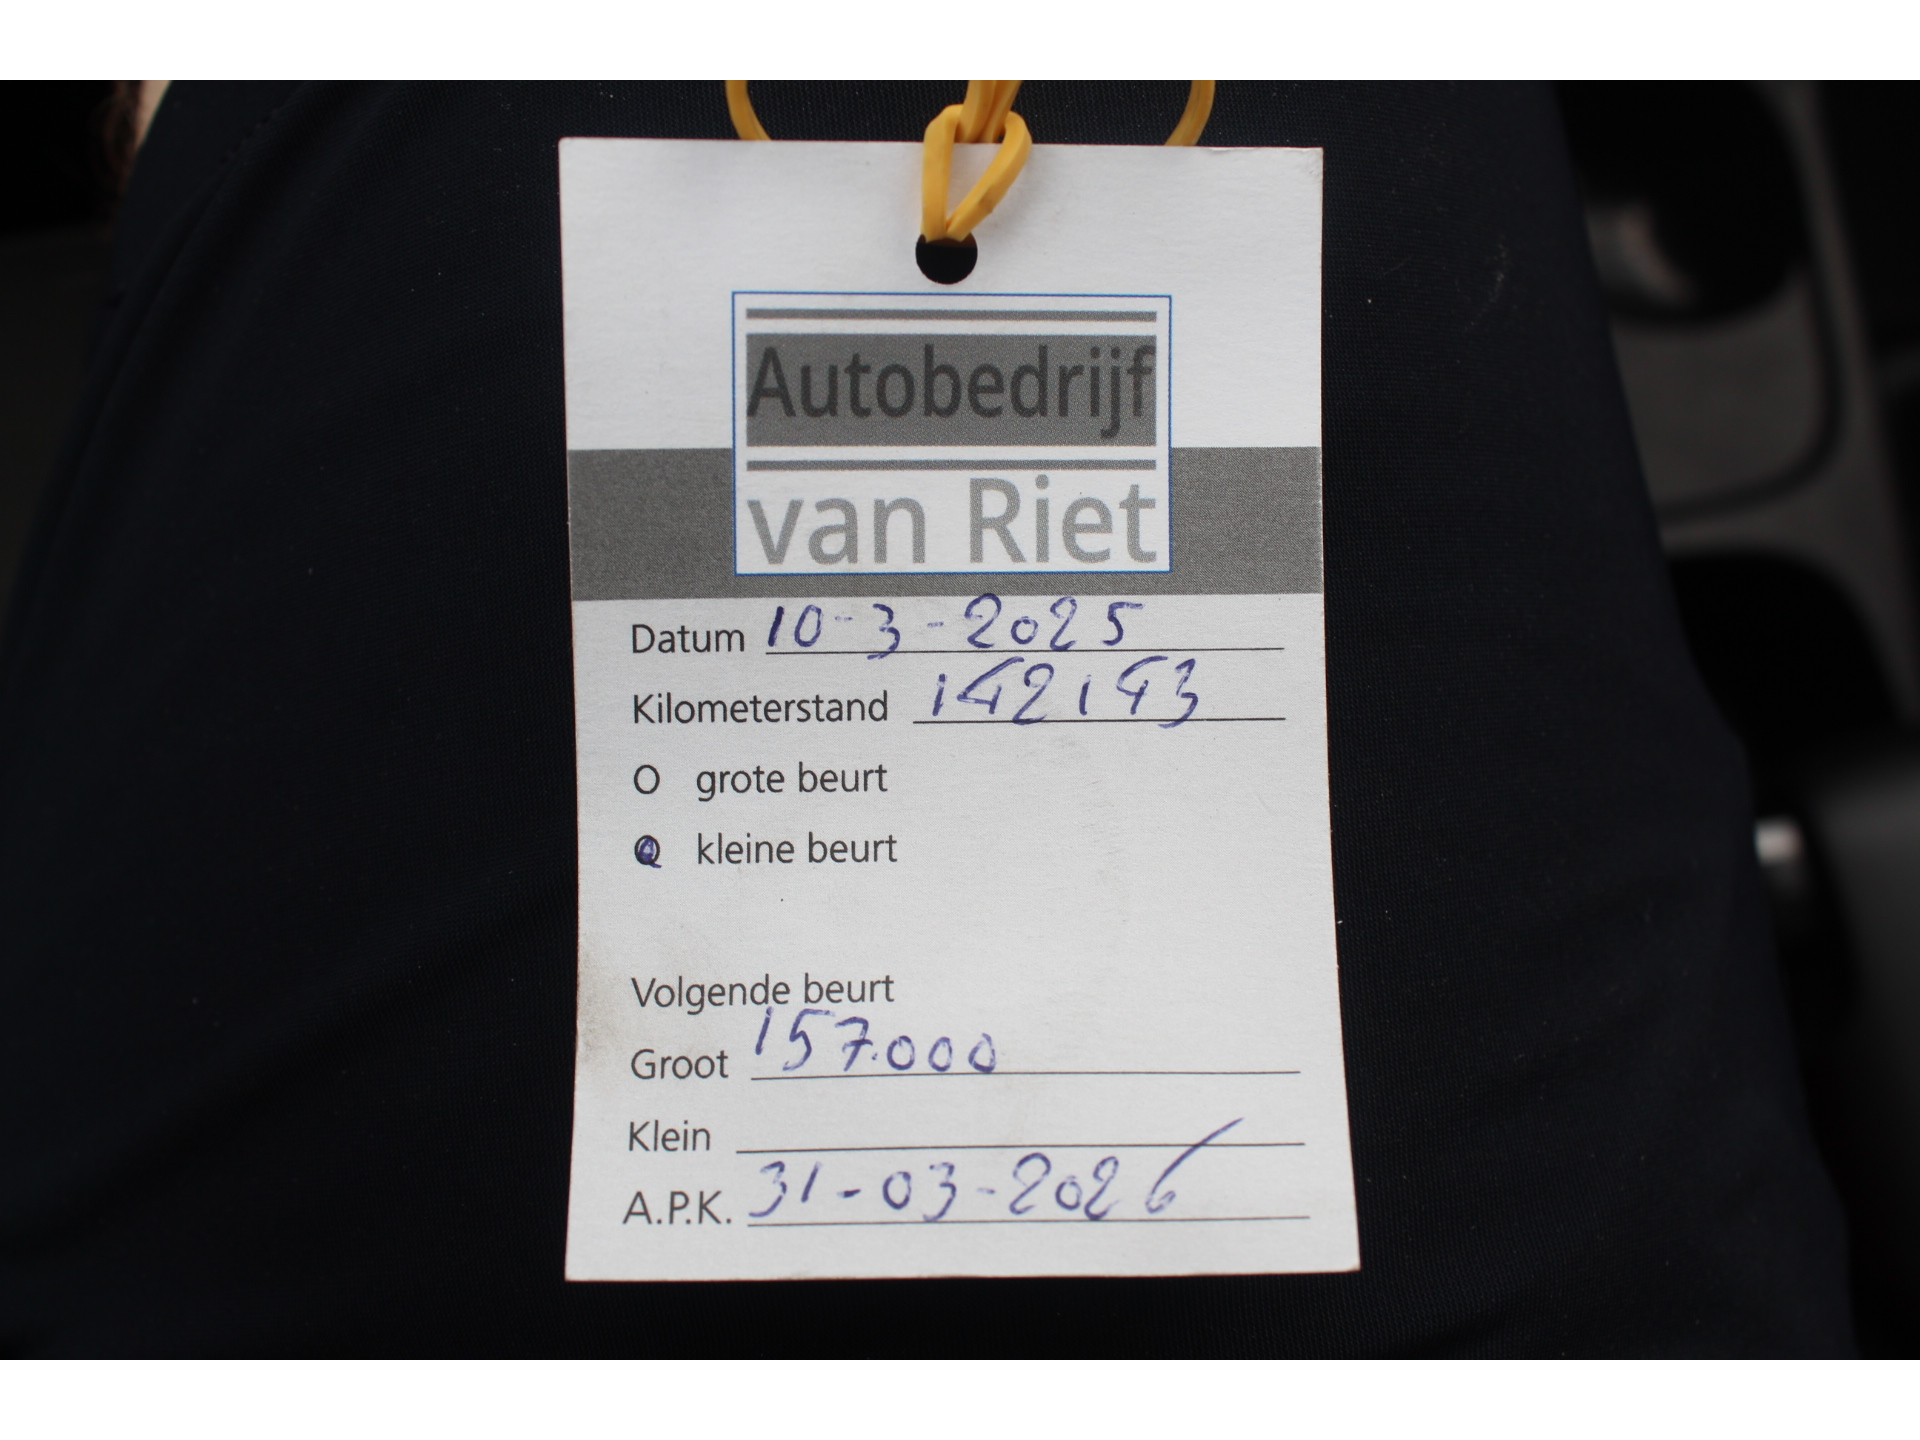 Autobedrijf
van Riet
Datum 10-3-2025
Kilometerstand 142143
O grote beurt
O kleine beurt
Volgende beurt
Groot 157.000
Klein
A.P.K. 31-03-2026